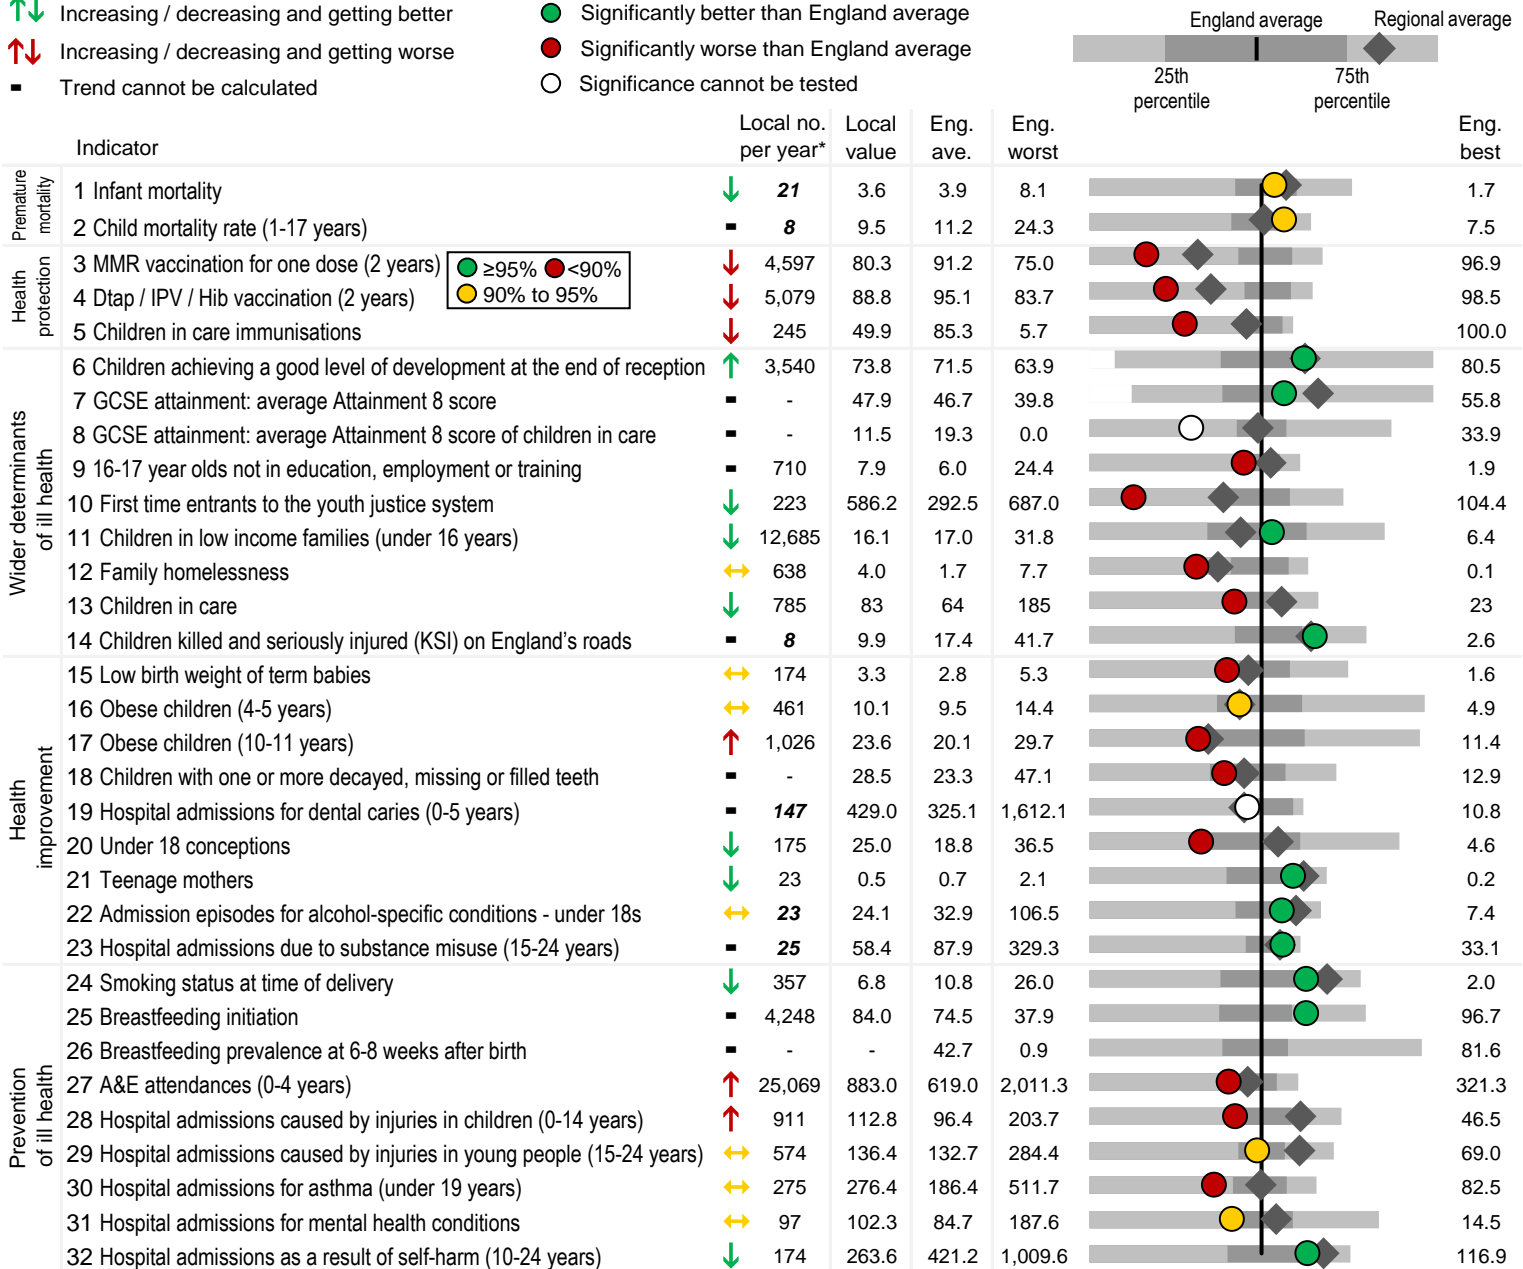 Increasing / decreasing and getting better
Significantly better than England average
England average
Regional average
Increasing / decreasing and getting worse
Significantly worse than England average
Trend cannot be calculated
Significance cannot be tested
25th percentile
75th percentile
Indicator
Local no. per year*
Local value
Eng. ave.
Eng. worst
Eng. best
Premature mortality
1 Infant mortality 21 3.6 3.9 8.1 1.7
2 Child mortality rate (1-17 years) 8 9.5 11.2 24.3 7.5
Health protection
3 MMR vaccination for one dose (2 years) 4,597 80.3 91.2 75.0 96.9
≥95% <90%
90% to 95%
4 Dtap / IPV / Hib vaccination (2 years) 5,079 88.8 95.1 83.7 98.5
5 Children in care immunisations 245 49.9 85.3 5.7 100.0
Wider determinants of ill health
6 Children achieving a good level of development at the end of reception 3,540 73.8 71.5 63.9 80.5
7 GCSE attainment: average Attainment 8 score - 47.9 46.7 39.8 55.8
8 GCSE attainment: average Attainment 8 score of children in care - 11.5 19.3 0.0 33.9
9 16-17 year olds not in education, employment or training 710 7.9 6.0 24.4 1.9
10 First time entrants to the youth justice system 223 586.2 292.5 687.0 104.4
11 Children in low income families (under 16 years) 12,685 16.1 17.0 31.8 6.4
12 Family homelessness 638 4.0 1.7 7.7 0.1
13 Children in care 785 83 64 185 23
14 Children killed and seriously injured (KSI) on England's roads 8 9.9 17.4 41.7 2.6
Health improvement
15 Low birth weight of term babies 174 3.3 2.8 5.3 1.6
16 Obese children (4-5 years) 461 10.1 9.5 14.4 4.9
17 Obese children (10-11 years) 1,026 23.6 20.1 29.7 11.4
18 Children with one or more decayed, missing or filled teeth - 28.5 23.3 47.1 12.9
19 Hospital admissions for dental caries (0-5 years) 147 429.0 325.1 1,612.1 10.8
20 Under 18 conceptions 175 25.0 18.8 36.5 4.6
21 Teenage mothers 23 0.5 0.7 2.1 0.2
22 Admission episodes for alcohol-specific conditions - under 18s 23 24.1 32.9 106.5 7.4
23 Hospital admissions due to substance misuse (15-24 years) 25 58.4 87.9 329.3 33.1
Prevention of ill health
24 Smoking status at time of delivery 357 6.8 10.8 26.0 2.0
25 Breastfeeding initiation 4,248 84.0 74.5 37.9 96.7
26 Breastfeeding prevalence at 6-8 weeks after birth - - 42.7 0.9 81.6
27 A&E attendances (0-4 years) 25,069 883.0 619.0 2,011.3 321.3
28 Hospital admissions caused by injuries in children (0-14 years) 911 112.8 96.4 203.7 46.5
29 Hospital admissions caused by injuries in young people (15-24 years) 574 136.4 132.7 284.4 69.0
30 Hospital admissions for asthma (under 19 years) 275 276.4 186.4 511.7 82.5
31 Hospital admissions for mental health conditions 97 102.3 84.7 187.6 14.5
32 Hospital admissions as a result of self-harm (10-24 years) 174 263.6 421.2 1,009.6 116.9